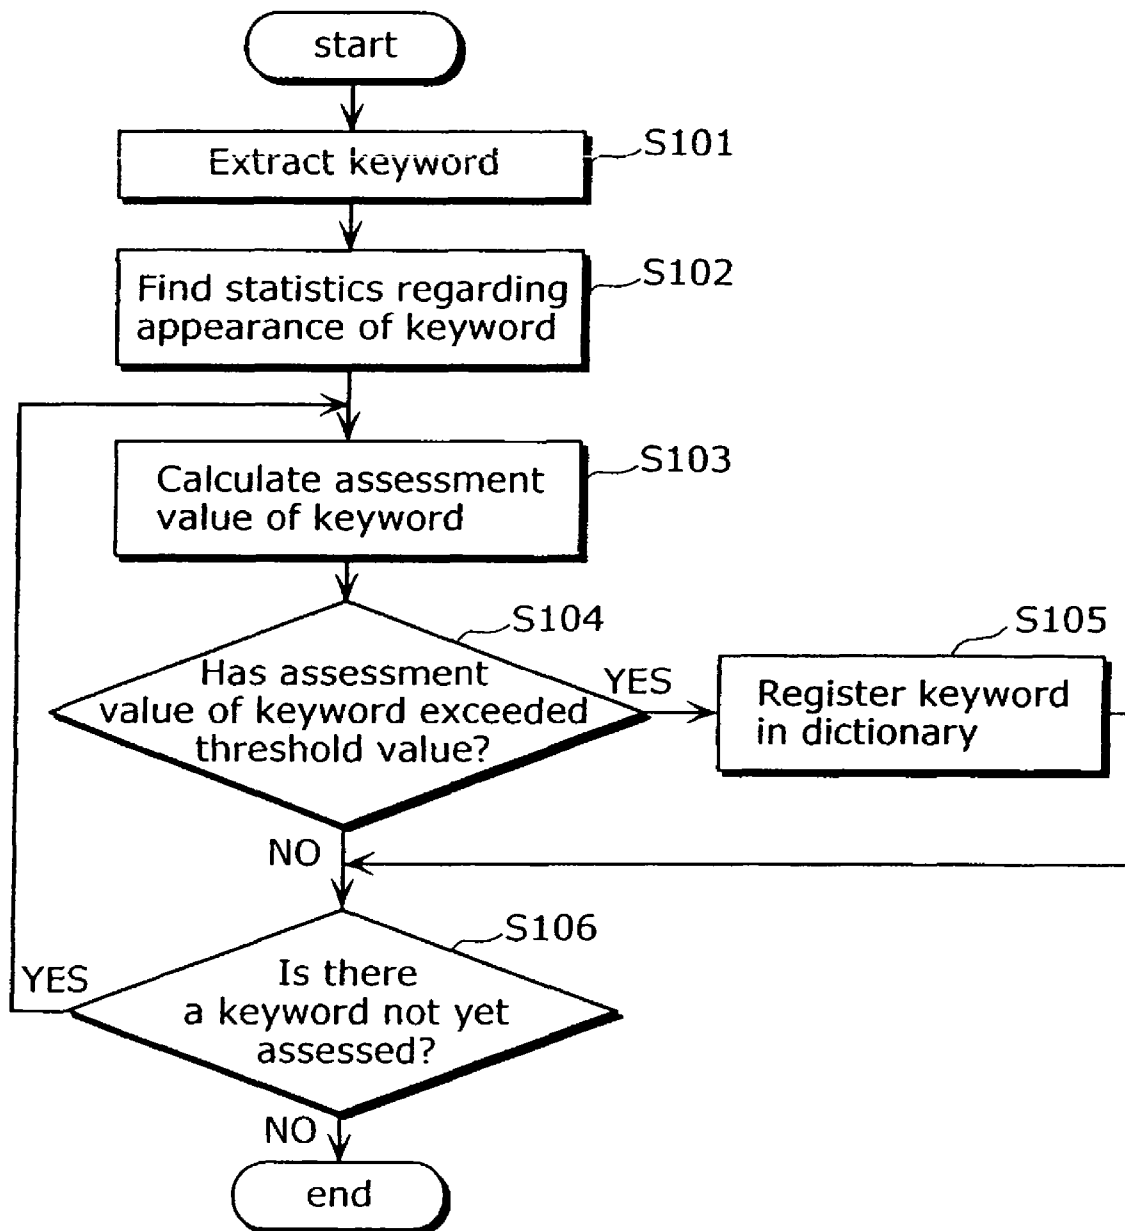 start
Extract keyword
S101
Find statistics regarding
appearance of keyword
S102
Calculate assessment
value of keyword
S103
Has assessment
value of keyword exceeded
threshold value?
S104
YES
Register keyword
in dictionary
S105
NO
Is there
a keyword not yet
assessed?
S106
YES
NO
end